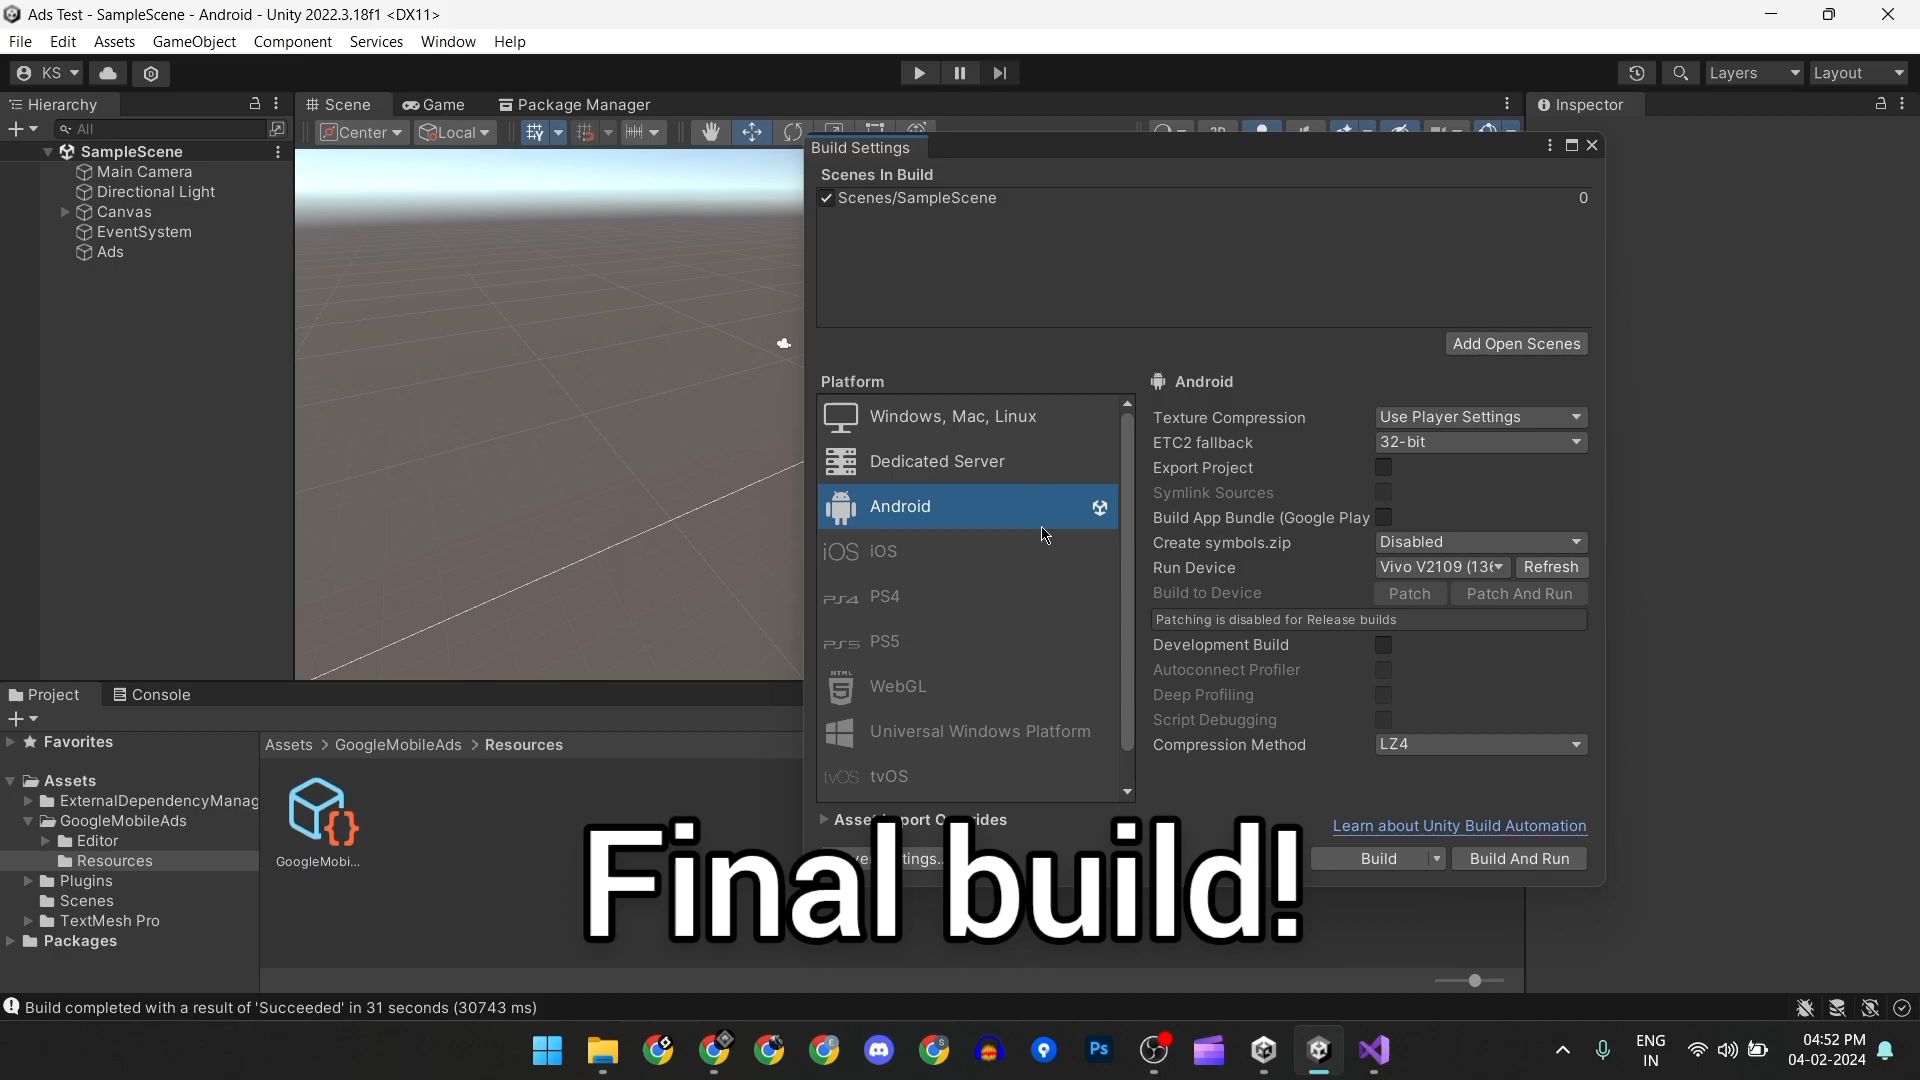 Ads Test - SampleScene - Android - Unity 2022.3.18f1 <DX11>
File Edit Assets GameObject Component Services Window Help
KS
Layers
Layout
Hierarchy
Scene
Game
Package Manager
Inspector
All
Center
Local
SampleScene
Main Camera
Directional Light
Canvas
EventSystem
Ads
Build Settings
Scenes In Build
Scenes/SampleScene 0
Add Open Scenes
Platform
Windows, Mac, Linux
Dedicated Server
Android
iOS iOS
PS4 PS4
PS5 PS5
HTML
WebGL
Universal Windows Platform
tvOS tvOS
Android
Texture Compression Use Player Settings
ETC2 fallback 32-bit
Export Project
Symlink Sources
Build App Bundle (Google Play
Create symbols.zip Disabled
Run Device Vivo V2109 (13 Refresh
Build to Device Patch Patch And Run
Patching is disabled for Release builds
Development Build
Autoconnect Profiler
Deep Profiling
Script Debugging
Compression Method LZ4
Learn about Unity Build Automation
Build Build And Run
Project Console
Favorites
Assets
ExternalDependencyManag
GoogleMobileAds
Editor
Resources
Plugins
Scenes
TextMesh Pro
Packages
Assets > GoogleMobileAds > Resources
GoogleMobi...
Final build!
Build completed with a result of 'Succeeded' in 31 seconds (30743 ms)
Ps
ENG
IN
04:52 PM
04-02-2024